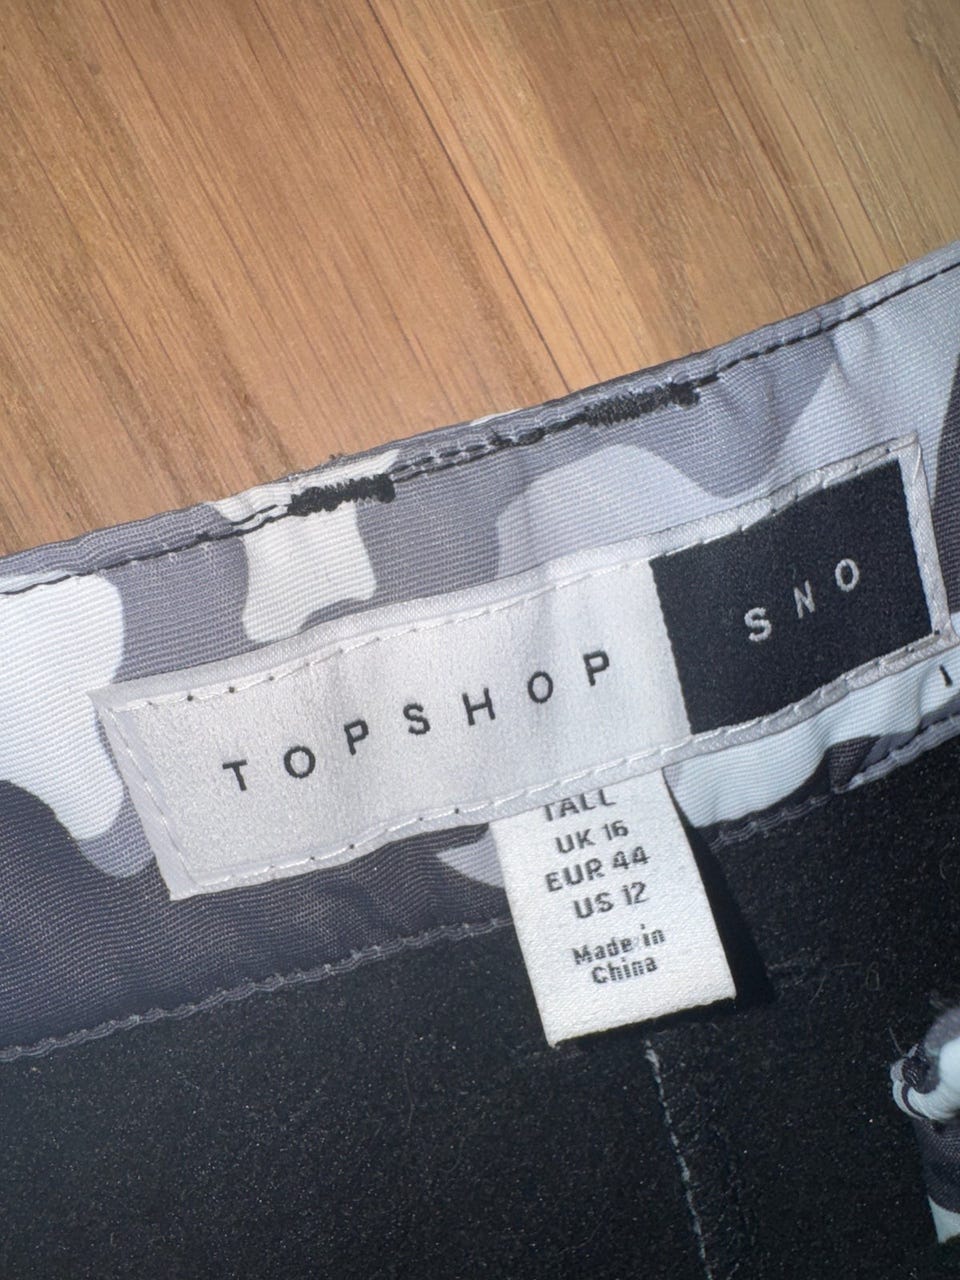 TOPSHOP SNO
TALL
UK 16
EUR 44
US 12
Made in
China